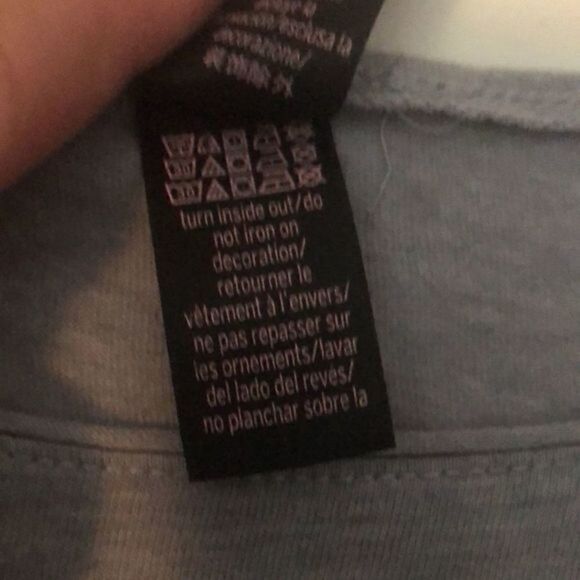 turn inside out/do
not iron on
decoration/
retourner le
vêtement à l'envers/
ne pas repasser sur
les ornements/lavar
del lado del reves/
no planchar sobre la